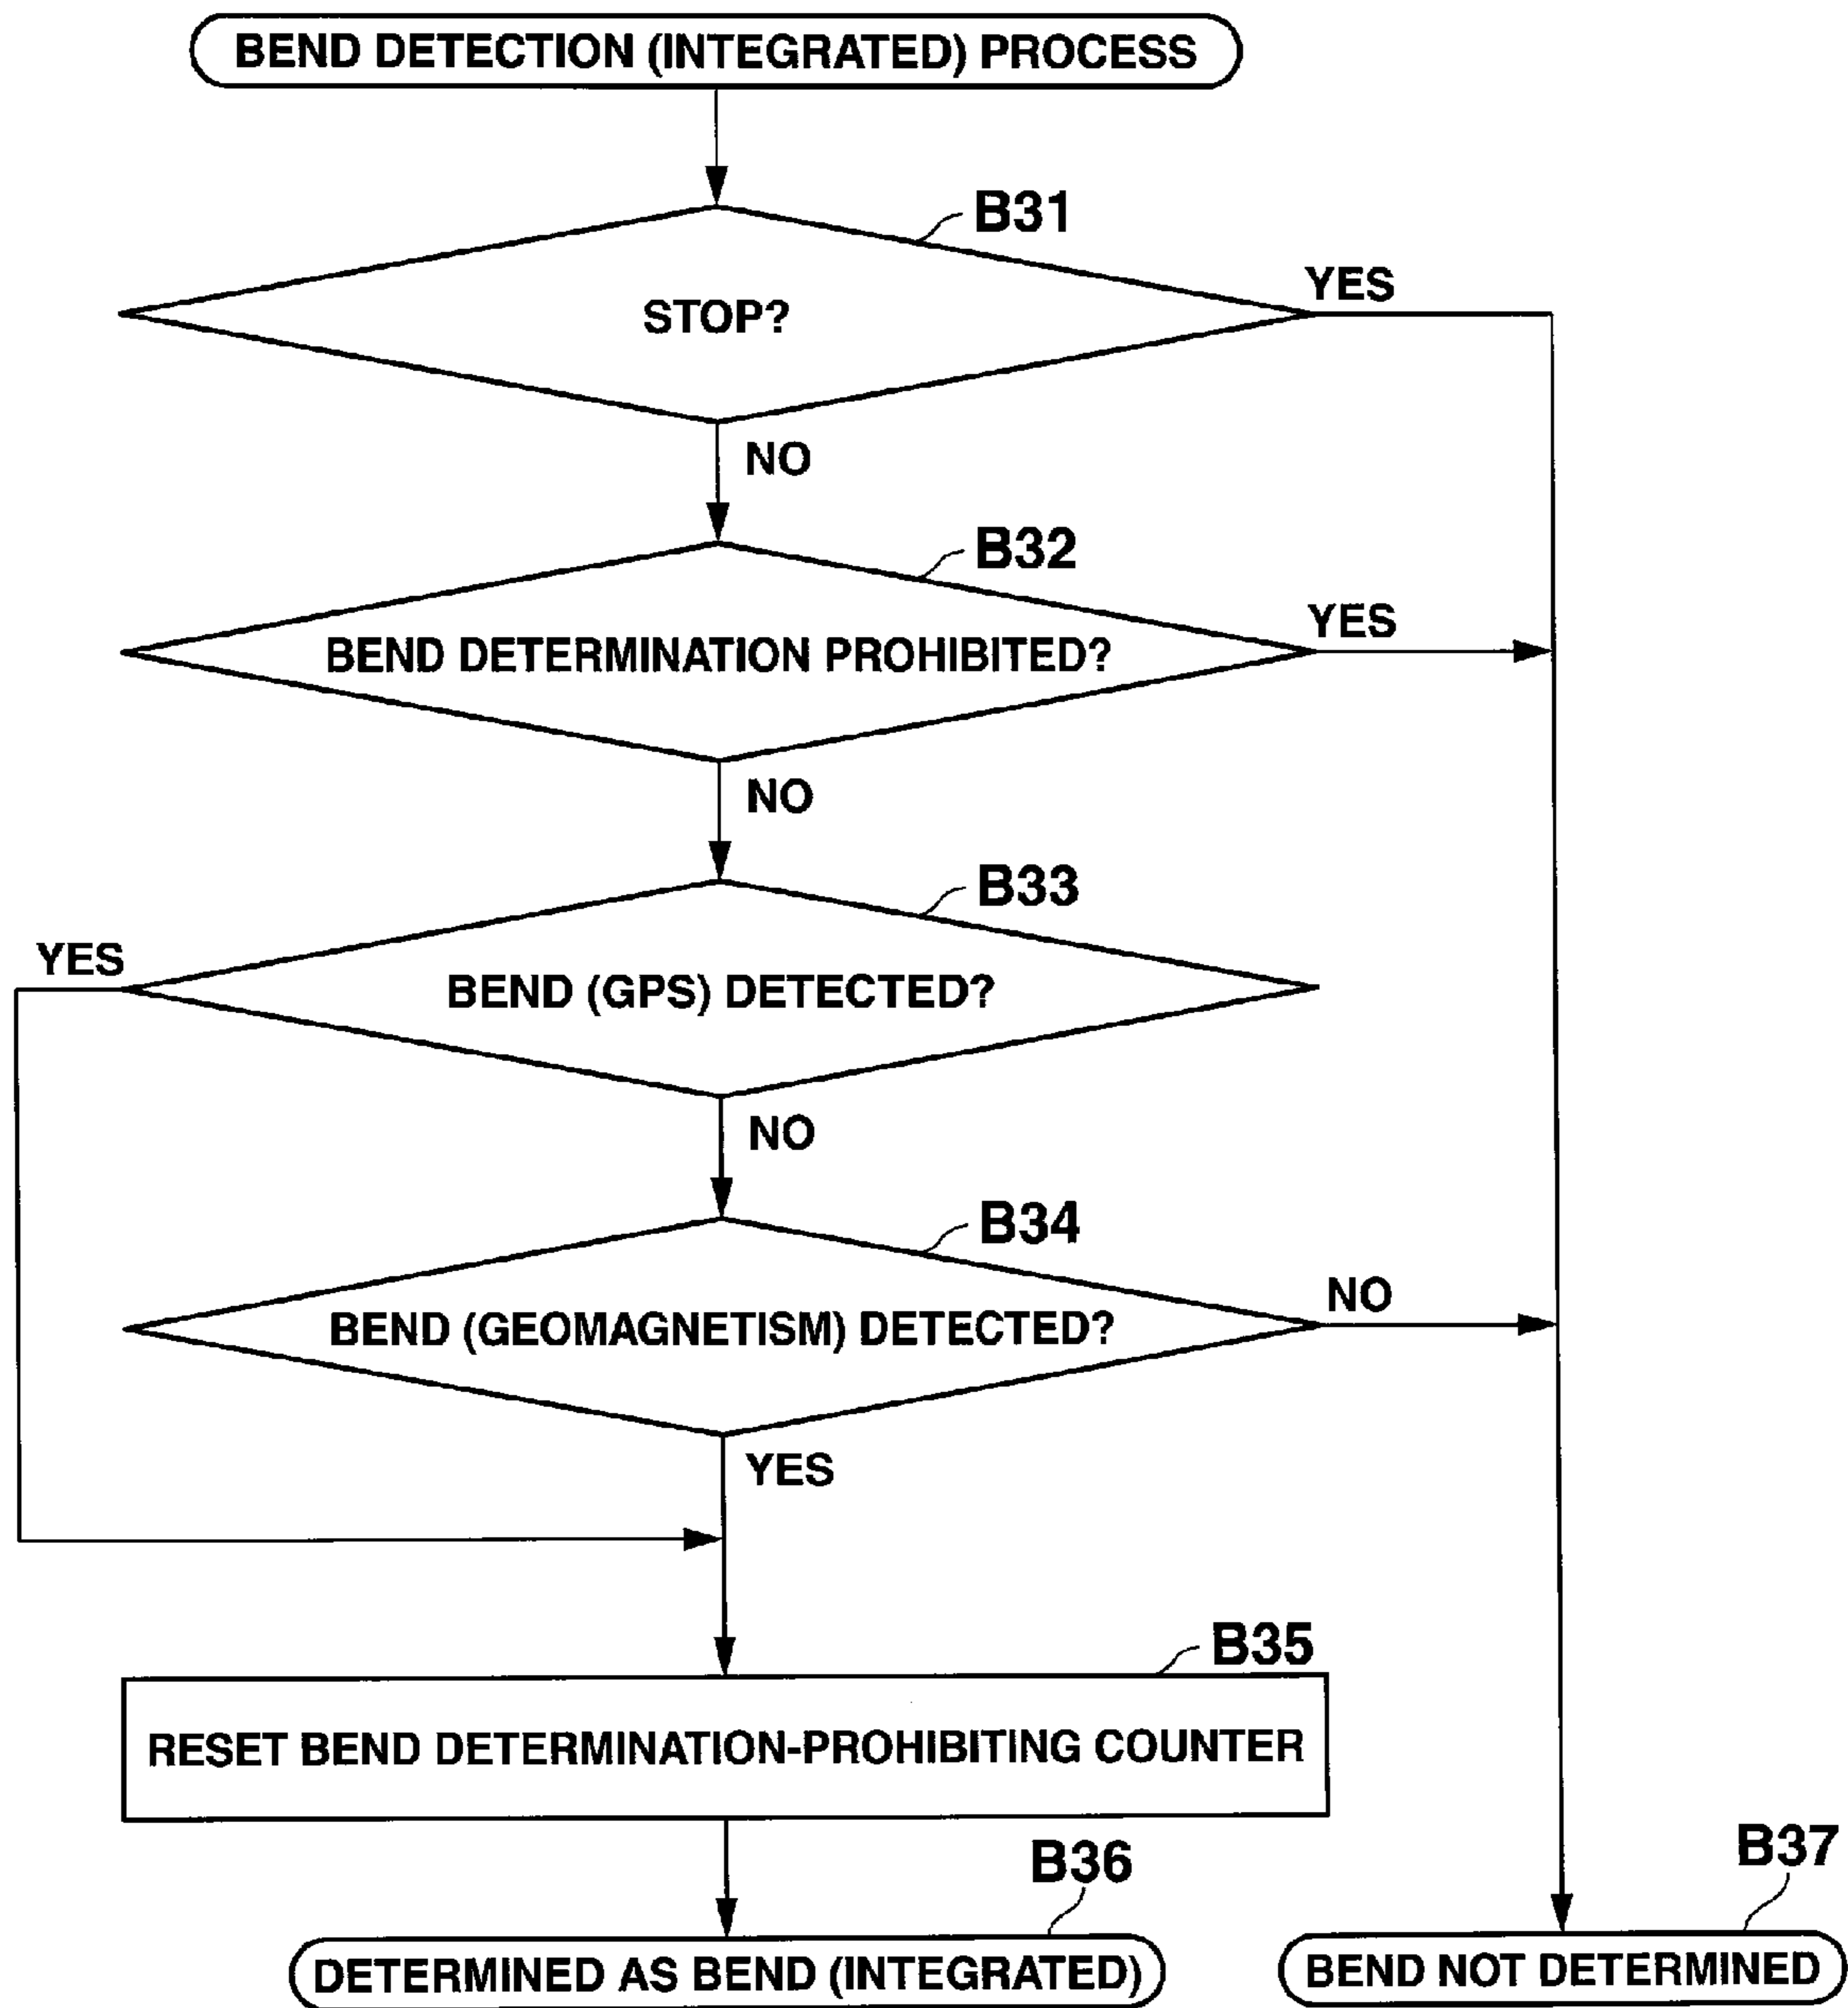 BEND DETECTION (INTEGRATED) PROCESS
B31
STOP?
YES
NO
B32
BEND DETERMINATION PROHIBITED?
YES
NO
B33
YES
BEND (GPS) DETECTED?
NO
B34
BEND (GEOMAGNETISM) DETECTED?
NO
YES
B35
RESET BEND DETERMINATION-PROHIBITING COUNTER
B36
B37
DETERMINED AS BEND (INTEGRATED)
BEND NOT DETERMINED